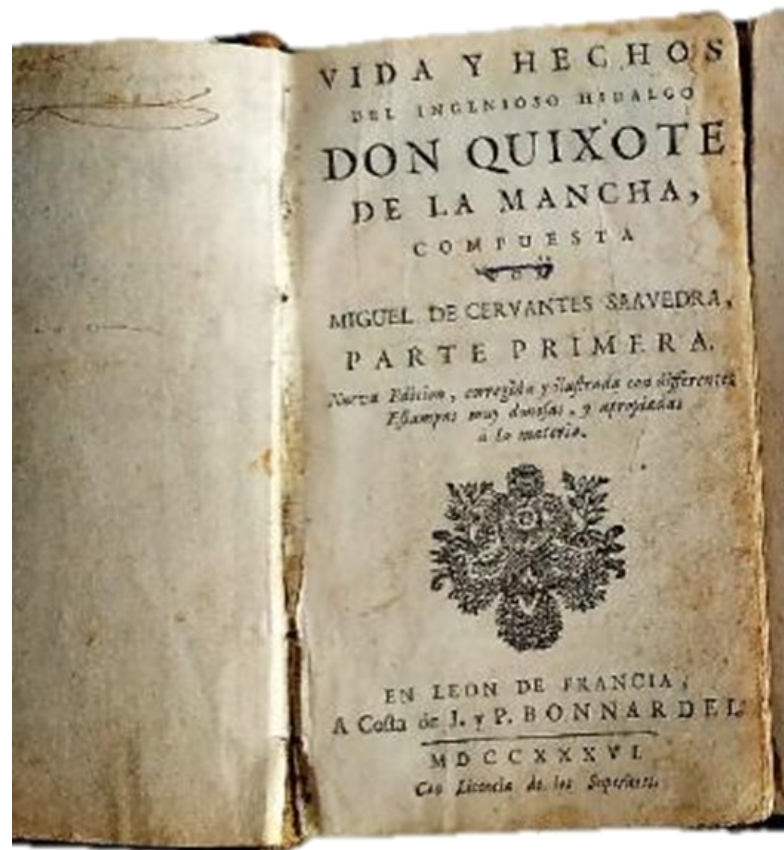 VIDA Y HECHOS
DEL INGENIOSO HIDALGO
DON QUIXOTE
DE LA MANCHA,
COMPUESTA
MIGUEL DE CERVANTES SAAVEDRA,
PARTE PRIMERA.
Nueva Edicion, corregida y ilustrada con differentes
Estampas muy donosas, y apropiadas
à la materia.
EN LEON DE FRANCIA,
A Costa de J. y P. BONNARDEL.
MDCCXXXVI.
Con Licencia de los Superiores.